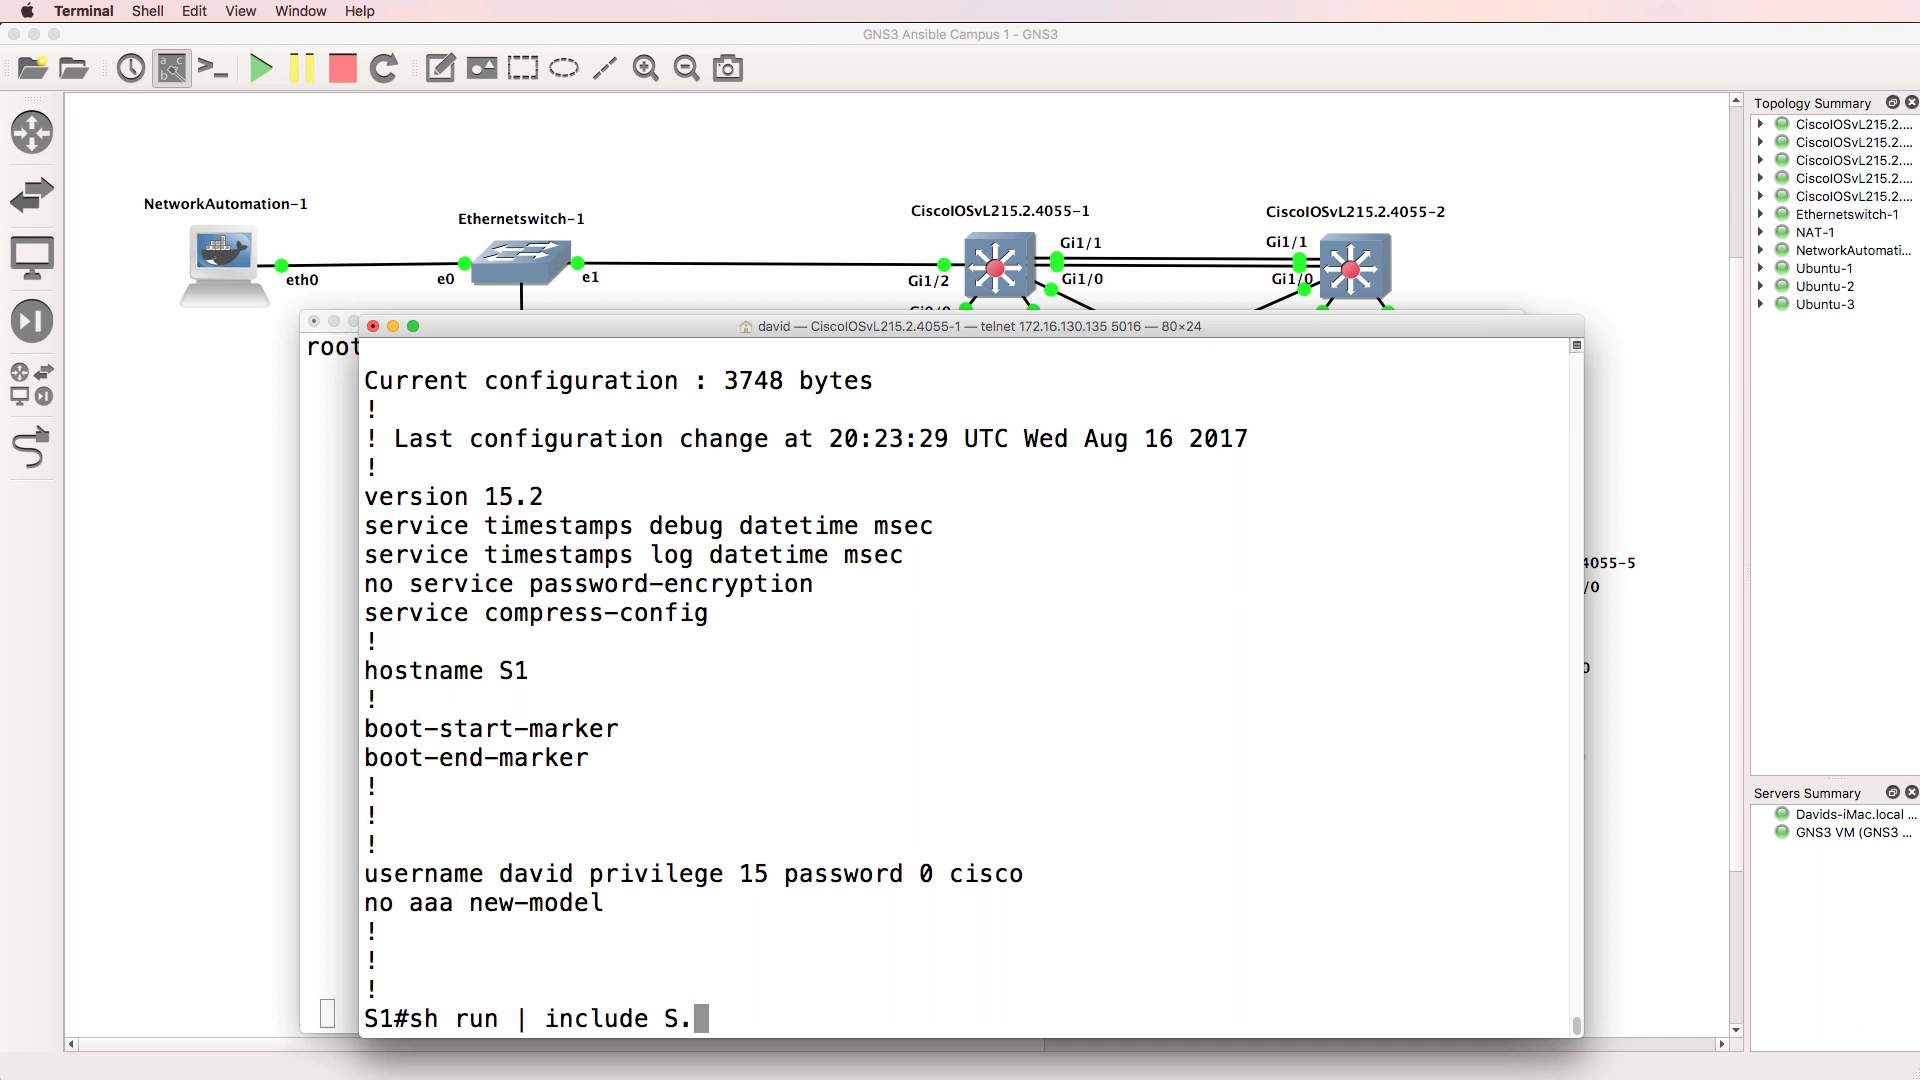 Terminal Shell Edit View Window Help
GNS3 Ansible Campus 1 - GNS3
Topology Summary
CiscoIOSvL215.2....
CiscoIOSvL215.2....
CiscoIOSvL215.2....
CiscoIOSvL215.2....
CiscoIOSvL215.2....
Ethernetswitch-1
NAT-1
NetworkAutomati...
Ubuntu-1
Ubuntu-2
Ubuntu-3
NetworkAutomation-1
Ethernetswitch-1
CiscoIOSvL215.2.4055-1
CiscoIOSvL215.2.4055-2
Gi1/1
Gi1/1
eth0
e0
e1
Gi1/2
Gi1/0
Gi1/0
david — CiscoIOSvL215.2.4055-1 — telnet 172.16.130.135 5016 — 80×24
root
Current configuration : 3748 bytes
!
! Last configuration change at 20:23:29 UTC Wed Aug 16 2017
!
version 15.2
service timestamps debug datetime msec
service timestamps log datetime msec
no service password-encryption
service compress-config
!
hostname S1
!
boot-start-marker
boot-end-marker
!
!
!
username david privilege 15 password 0 cisco
no aaa new-model
!
!
!
S1#sh run | include S.
4055-5
/0
Servers Summary
Davids-iMac.local ...
GNS3 VM (GNS3 ...